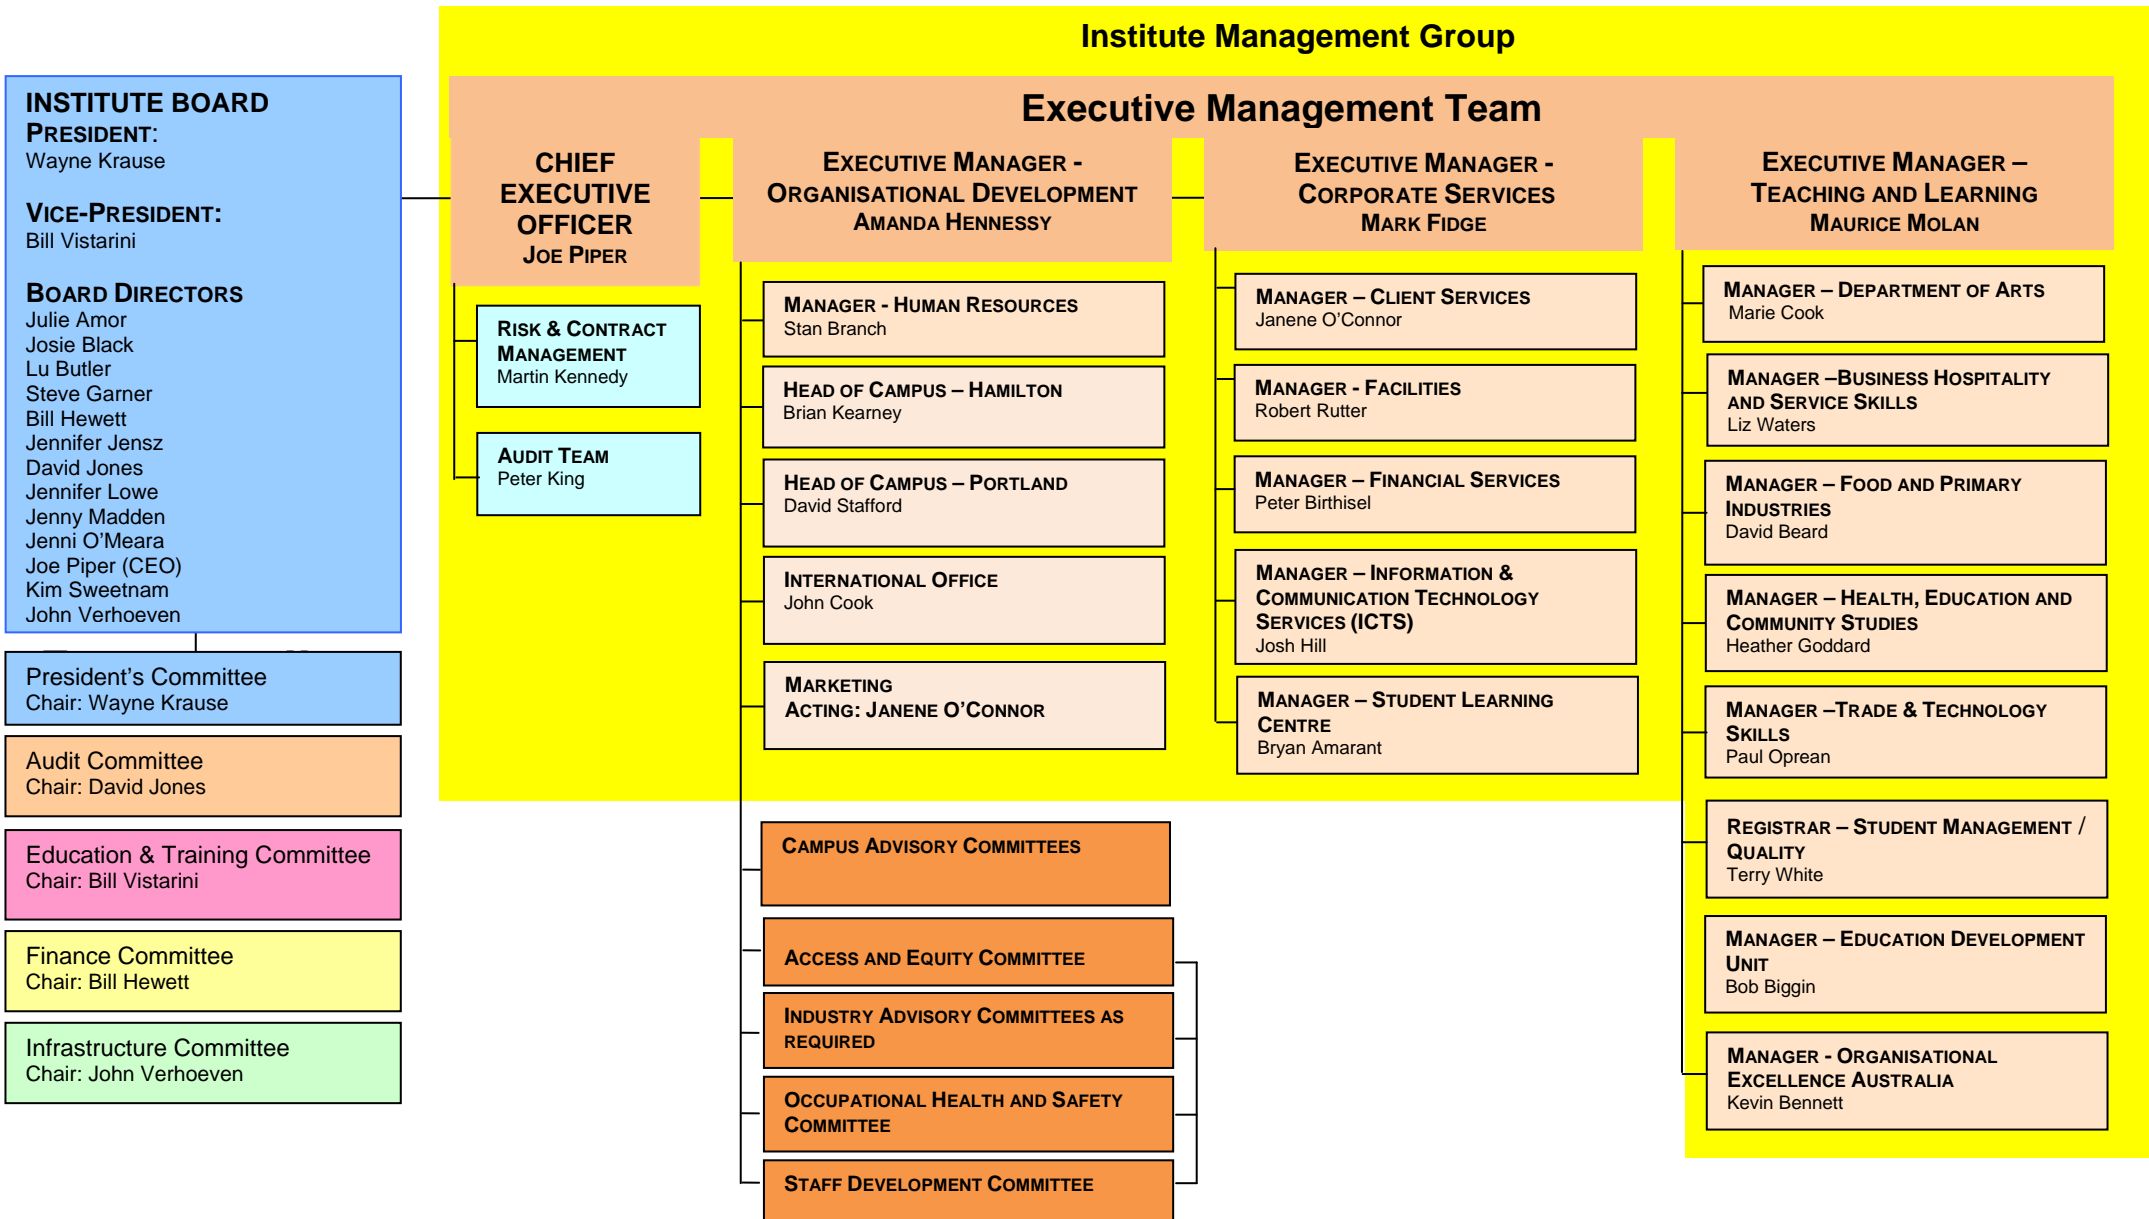 Institute Management Group
Executive Management Team
INSTITUTE BOARD
PRESIDENT:
Wayne Krause
VICE-PRESIDENT:
Bill Vistarini
BOARD DIRECTORS
Julie Amor
Josie Black
Lu Butler
Steve Garner
Bill Hewett
Jennifer Jensz
David Jones
Jennifer Lowe
Jenny Madden
Jenni O'Meara
Joe Piper (CEO)
Kim Sweetnam
John Verhoeven
President's Committee
Chair: Wayne Krause
Audit Committee
Chair: David Jones
Education & Training Committee
Chair: Bill Vistarini
Finance Committee
Chair: Bill Hewett
Infrastructure Committee
Chair: John Verhoeven
CHIEF
EXECUTIVE
OFFICER
JOE PIPER
RISK & CONTRACT
MANAGEMENT
Martin Kennedy
AUDIT TEAM
Peter King
EXECUTIVE MANAGER -
ORGANISATIONAL DEVELOPMENT
AMANDA HENNESSY
MANAGER - HUMAN RESOURCES
Stan Branch
HEAD OF CAMPUS – HAMILTON
Brian Kearney
HEAD OF CAMPUS – PORTLAND
David Stafford
INTERNATIONAL OFFICE
John Cook
MARKETING
ACTING: JANENE O'CONNOR
CAMPUS ADVISORY COMMITTEES
ACCESS AND EQUITY COMMITTEE
INDUSTRY ADVISORY COMMITTEES AS
REQUIRED
OCCUPATIONAL HEALTH AND SAFETY
COMMITTEE
STAFF DEVELOPMENT COMMITTEE
EXECUTIVE MANAGER -
CORPORATE SERVICES
MARK FIDGE
MANAGER – CLIENT SERVICES
Janene O'Connor
MANAGER - FACILITIES
Robert Rutter
MANAGER – FINANCIAL SERVICES
Peter Birthisel
MANAGER – INFORMATION &
COMMUNICATION TECHNOLOGY
SERVICES (ICTS)
Josh Hill
MANAGER – STUDENT LEARNING
CENTRE
Bryan Amarant
EXECUTIVE MANAGER –
TEACHING AND LEARNING
MAURICE MOLAN
MANAGER – DEPARTMENT OF ARTS
Marie Cook
MANAGER –BUSINESS HOSPITALITY
AND SERVICE SKILLS
Liz Waters
MANAGER – FOOD AND PRIMARY
INDUSTRIES
David Beard
MANAGER – HEALTH, EDUCATION AND
COMMUNITY STUDIES
Heather Goddard
MANAGER –TRADE & TECHNOLOGY
SKILLS
Paul Oprean
REGISTRAR – STUDENT MANAGEMENT /
QUALITY
Terry White
MANAGER – EDUCATION DEVELOPMENT
UNIT
Bob Biggin
MANAGER - ORGANISATIONAL
EXCELLENCE AUSTRALIA
Kevin Bennett